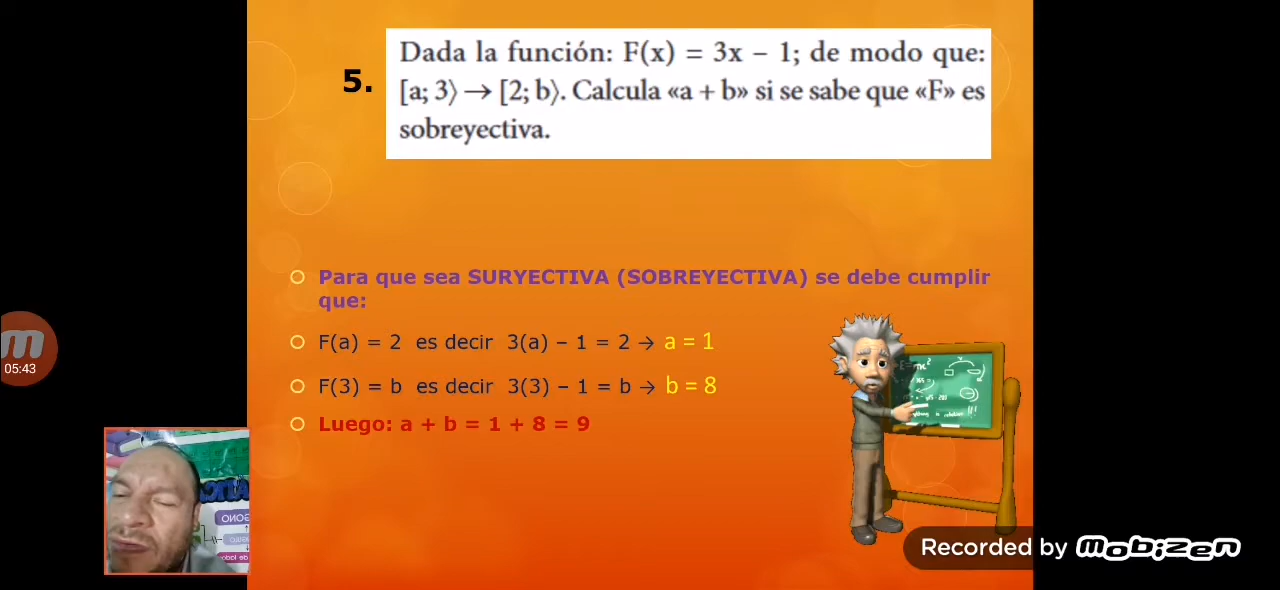 5.
Dada la función: F(x) = 3x − 1; de modo que:
[a; 3⟩ → [2; b⟩. Calcula «a + b» si se sabe que «F» es
sobreyectiva.
Para que sea SURYECTIVA (SOBREYECTIVA) se debe cumplir
que:
F(a) = 2 es decir 3(a) – 1 = 2 → a = 1
F(3) = b es decir 3(3) – 1 = b → b = 8
Luego: a + b = 1 + 8 = 9
m
05:43
Recorded by mobizen